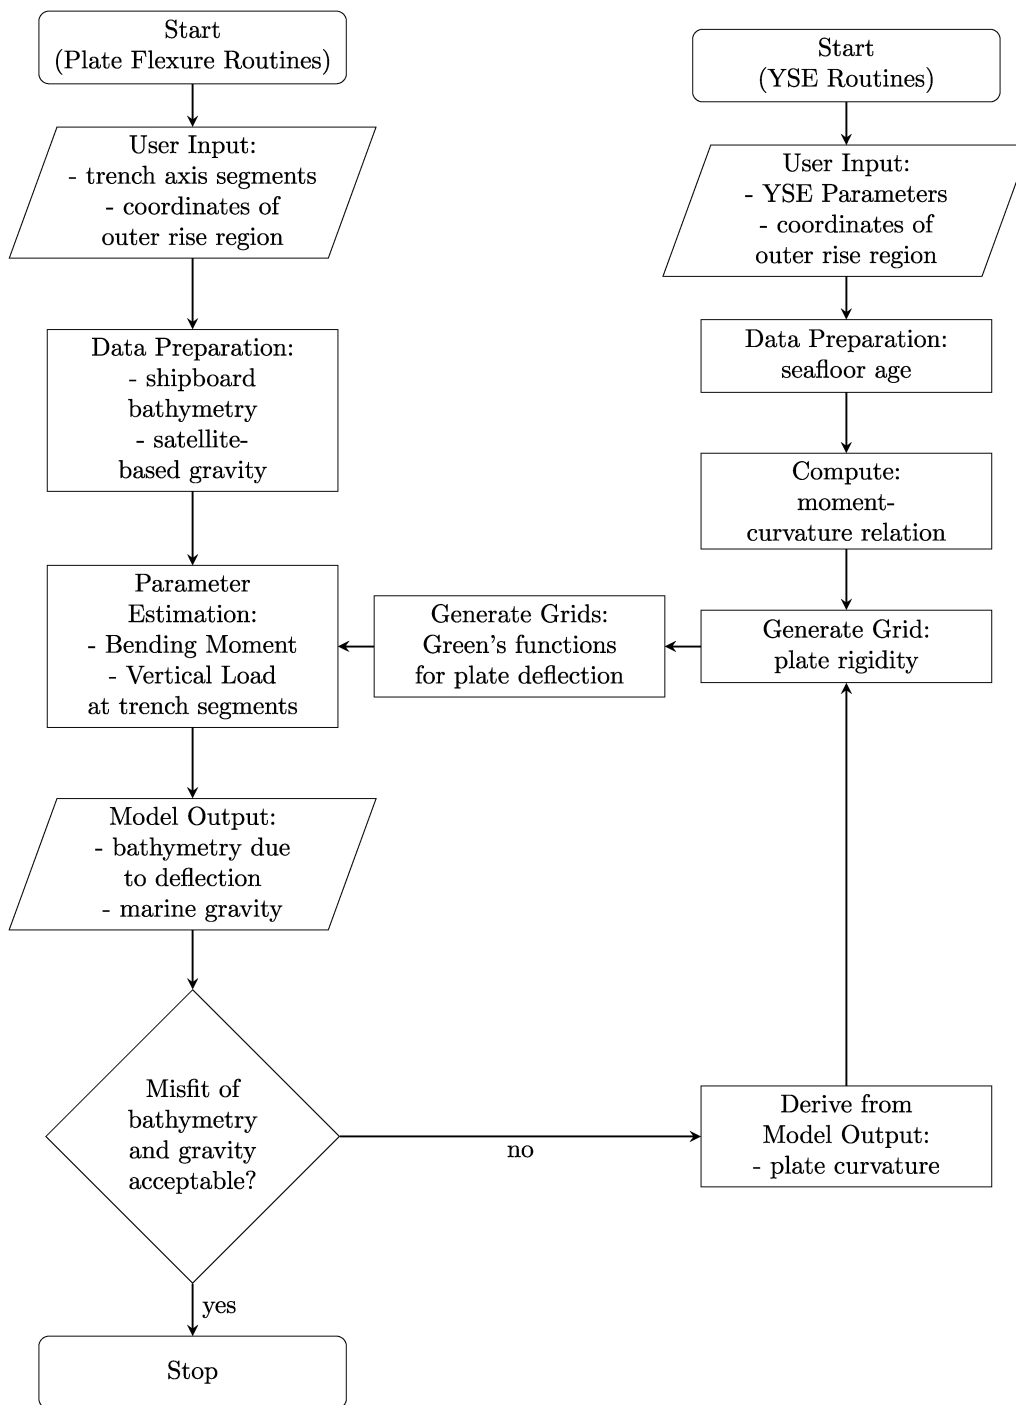 Start
(Plate Flexure Routines)
User Input:
- trench axis segments
- coordinates of
outer rise region
Data Preparation:
- shipboard
bathymetry
- satellite-
based gravity
Parameter
Estimation:
- Bending Moment
- Vertical Load
at trench segments
Model Output:
- bathymetry due
to deflection
- marine gravity
Misfit of
bathymetry
and gravity
acceptable?
yes
Stop
no
Start
(YSE Routines)
User Input:
- YSE Parameters
- coordinates of
outer rise region
Data Preparation:
seafloor age
Compute:
moment-
curvature relation
Generate Grid:
plate rigidity
Generate Grids:
Green's functions
for plate deflection
Derive from
Model Output:
- plate curvature